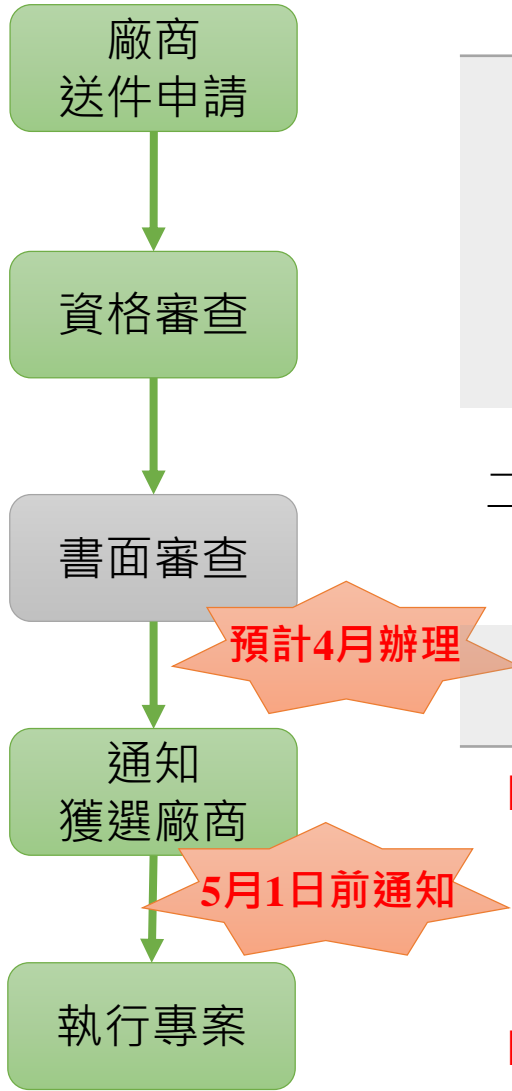 廠商
送件申請
資格審查
二
書面審查
預計4月辦理
通知
獲選廠商
5月1日前通知
執行專案